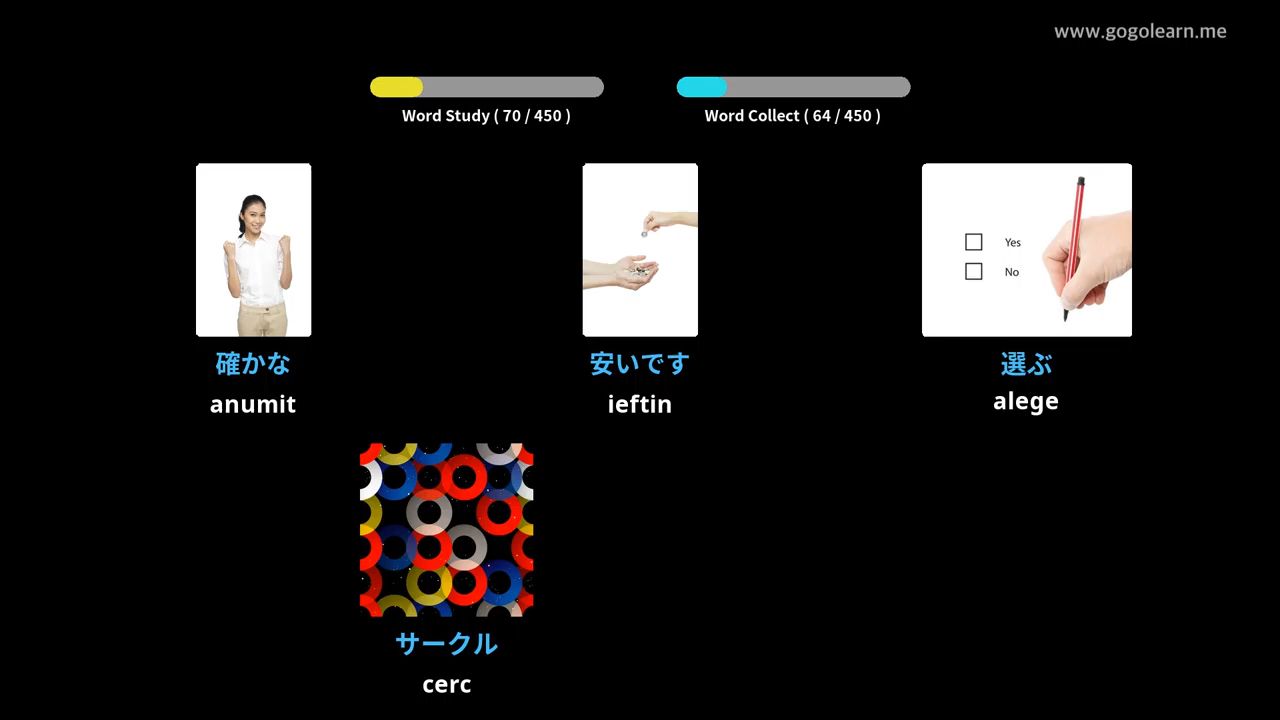 www.gogolearn.me
Word Study ( 70 / 450 )
Word Collect ( 64 / 450 )
Yes
No
確かな
anumit
安いです
ieftin
選ぶ
alege
サークル
cerc